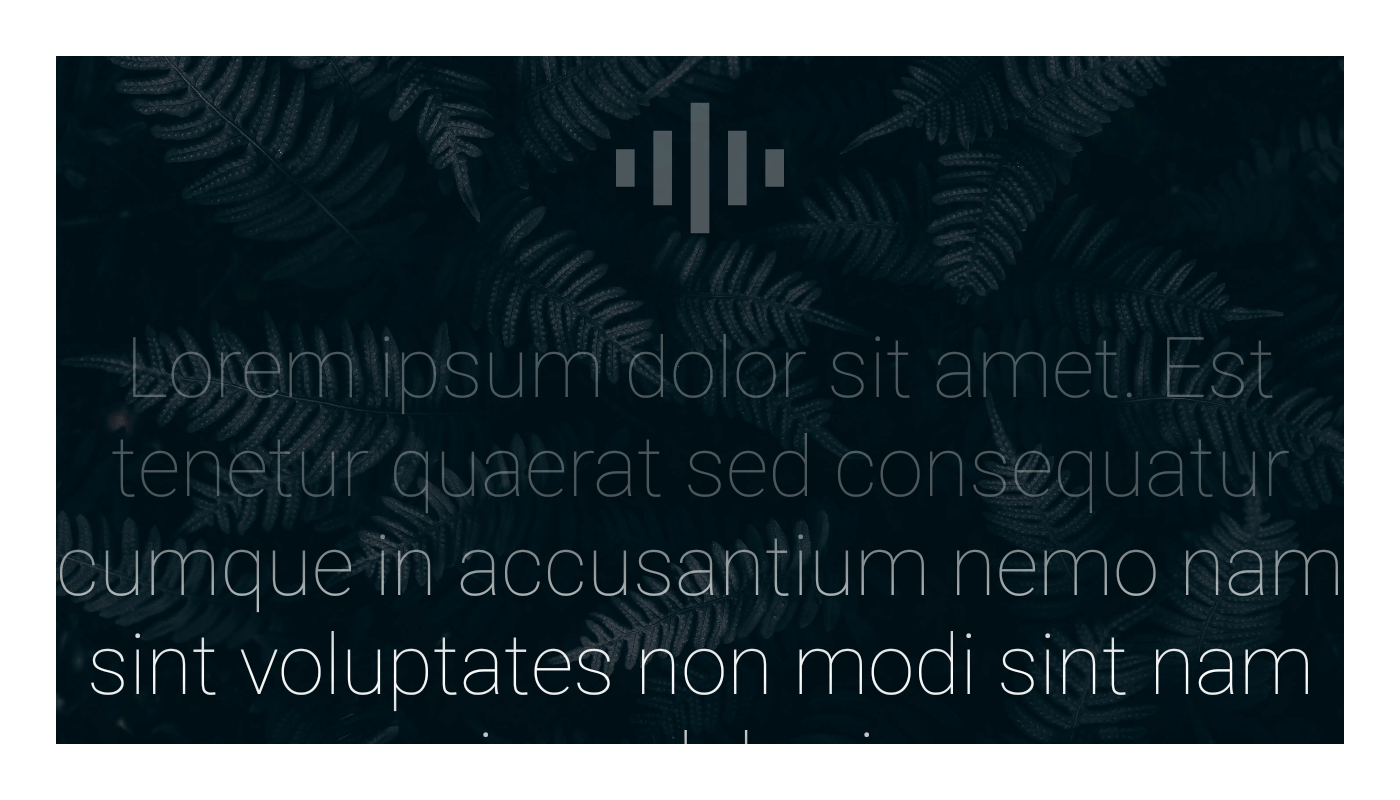 Lorem ipsum dolor sit amet. Est
tenetur quaerat sed consequatur
cumque in accusantium nemo nam
sint voluptates non modi sint nam